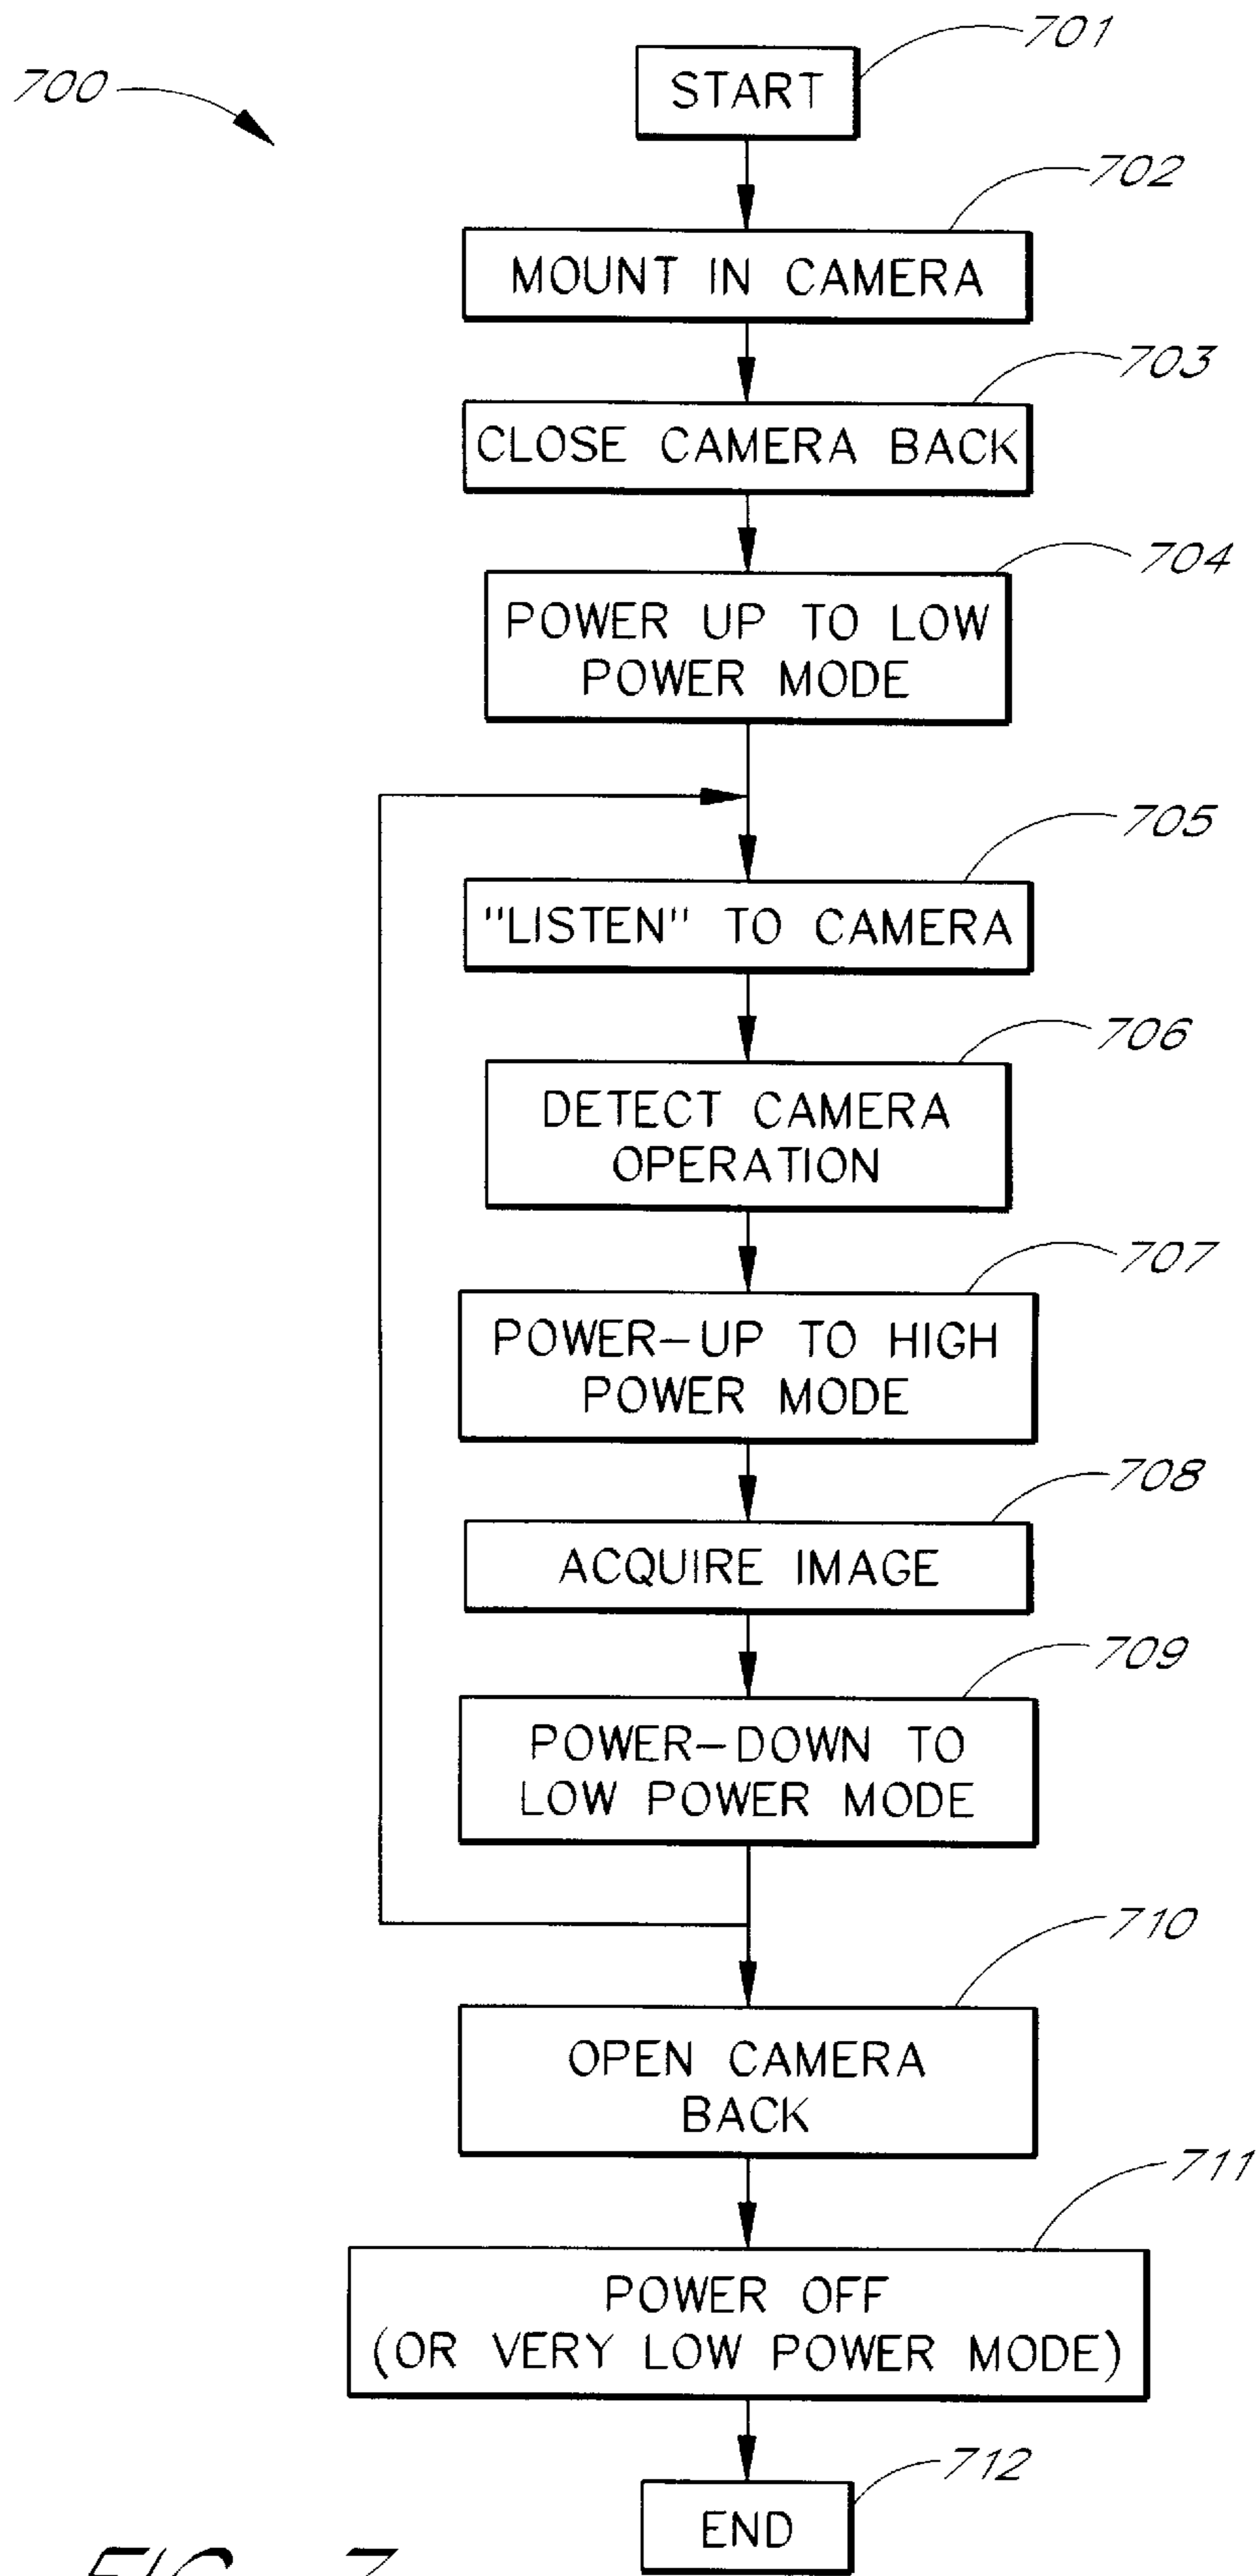 700
701
START
702
MOUNT IN CAMERA
703
CLOSE CAMERA BACK
704
POWER UP TO LOW
POWER MODE
705
"LISTEN" TO CAMERA
706
DETECT CAMERA
OPERATION
707
POWER-UP TO HIGH
POWER MODE
708
ACQUIRE IMAGE
709
POWER-DOWN TO
LOW POWER MODE
710
OPEN CAMERA
BACK
711
POWER OFF
(OR VERY LOW POWER MODE)
712
END
FIG. 7